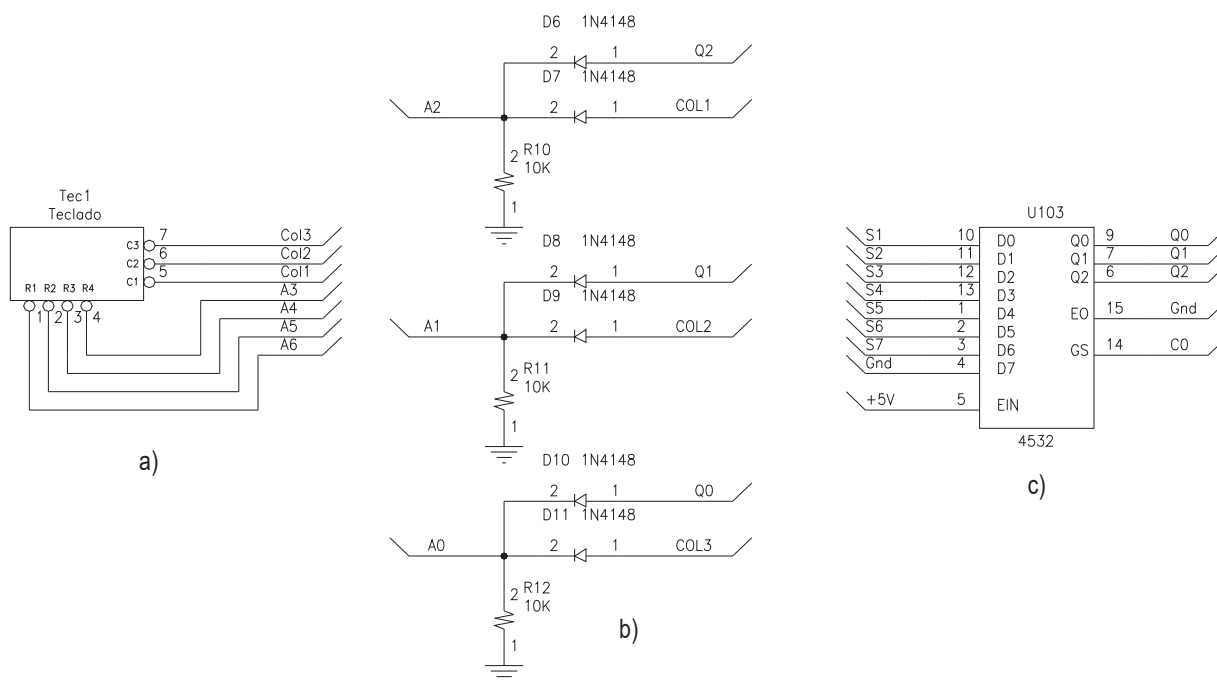 Tec1
Teclado
C3 7 Col3
C2 6 Col2
C1 5 Col1
R1 R2 R3 R4
A3
1 2 3 4 A4
A5
A6
a)
D6 1N4148
2 1 Q2
D7 1N4148
A2 2 1 COL1
2 R10
10K
1
D8 1N4148
2 1 Q1
D9 1N4148
A1 2 1 COL2
2 R11
10K
1
D10 1N4148
2 1 Q0
D11 1N4148
A0 2 1 COL3
2 R12
10K
1
b)
U103
S1 10 D0 Q0 9 Q0
S2 11 D1 Q1 7 Q1
S3 12 D2 Q2 6 Q2
S4 13 D3
S5 1 D4 EO 15 Gnd
S6 2 D5
S7 3 D6 GS 14 C0
Gnd 4 D7
+5V 5 EIN
4532
c)